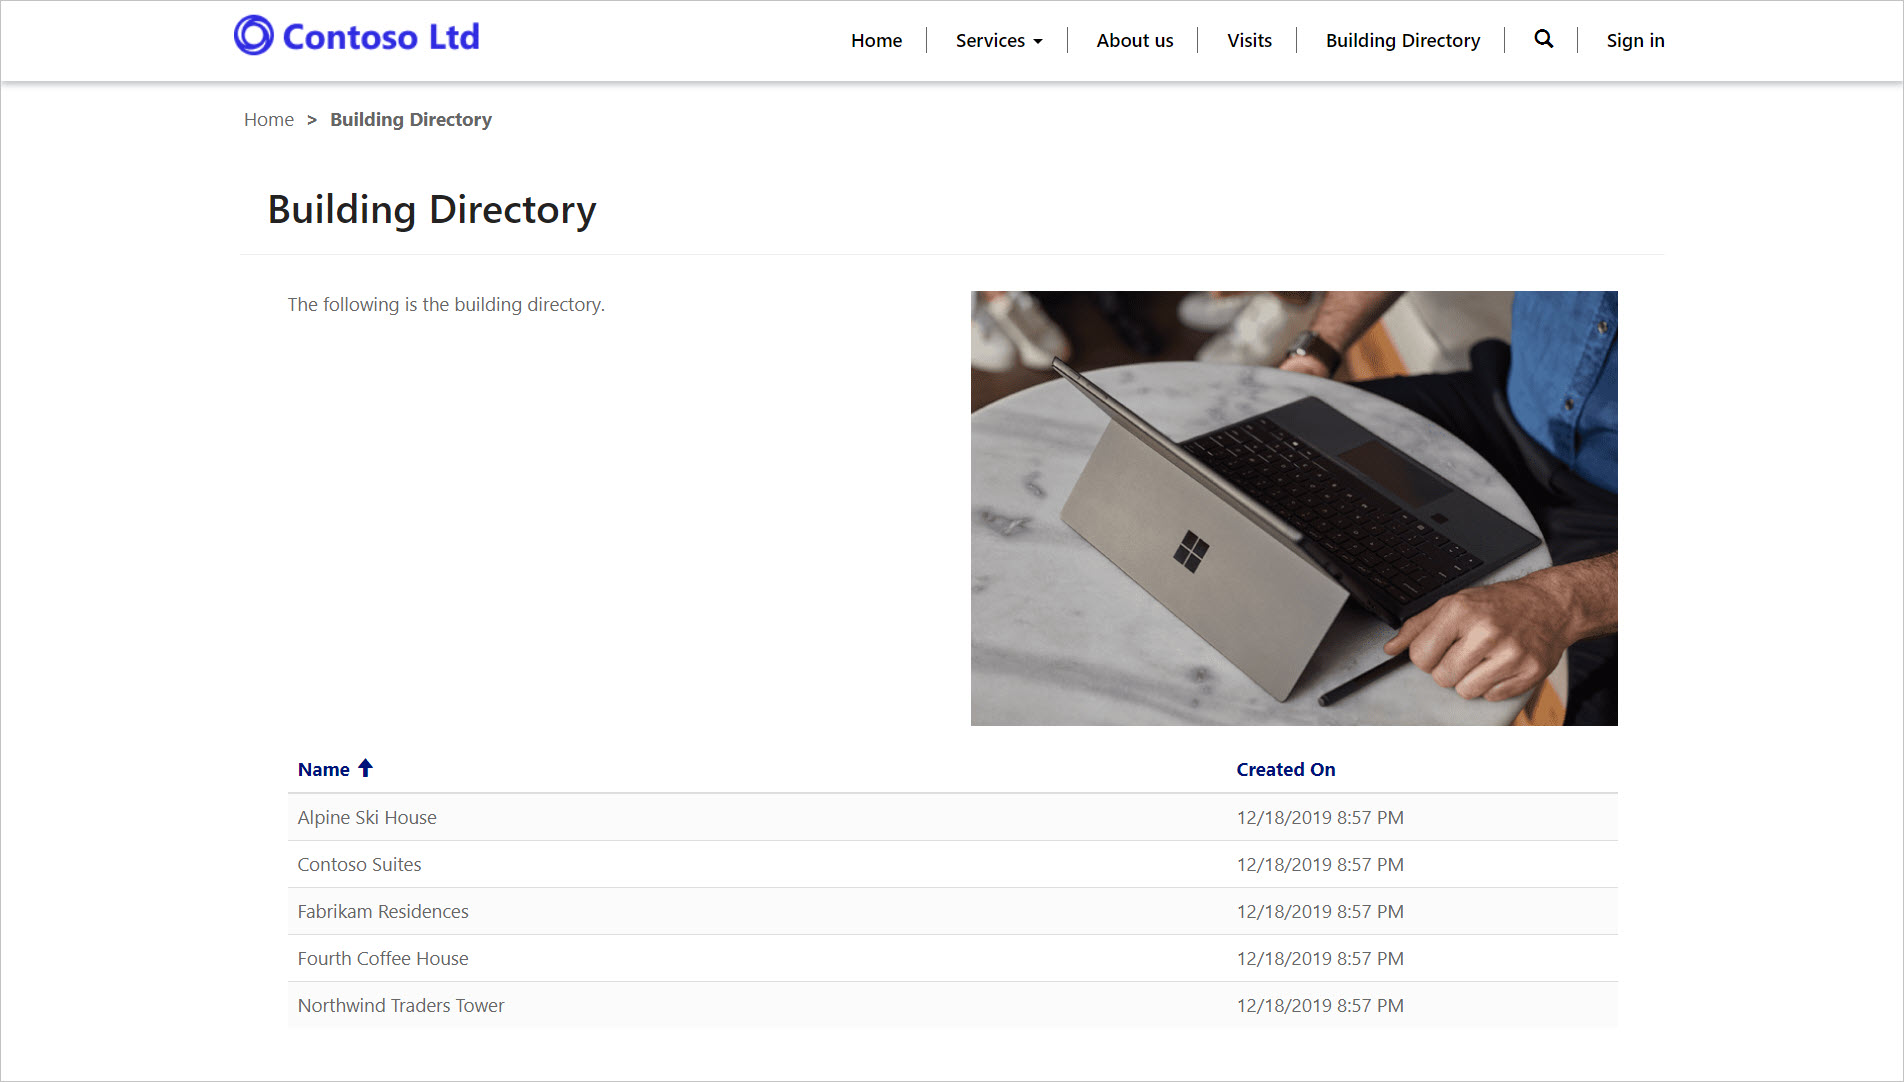 Contoso Ltd
Home Services About us Visits Building Directory Sign in
Home > Building Directory
Building Directory
The following is the building directory.
Name Created On
Alpine Ski House 12/18/2019 8:57 PM
Contoso Suites 12/18/2019 8:57 PM
Fabrikam Residences 12/18/2019 8:57 PM
Fourth Coffee House 12/18/2019 8:57 PM
Northwind Traders Tower 12/18/2019 8:57 PM